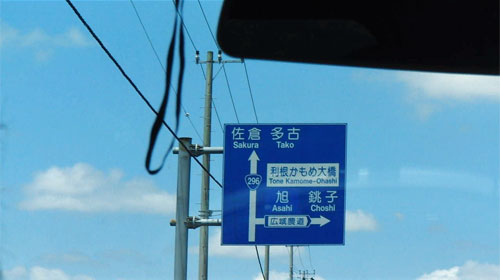 佐倉 多古
Sakura Tako
利根かもめ大橋
Tone Kamome-Ohashi
296
旭 銚子
Asahi Choshi
広域農道